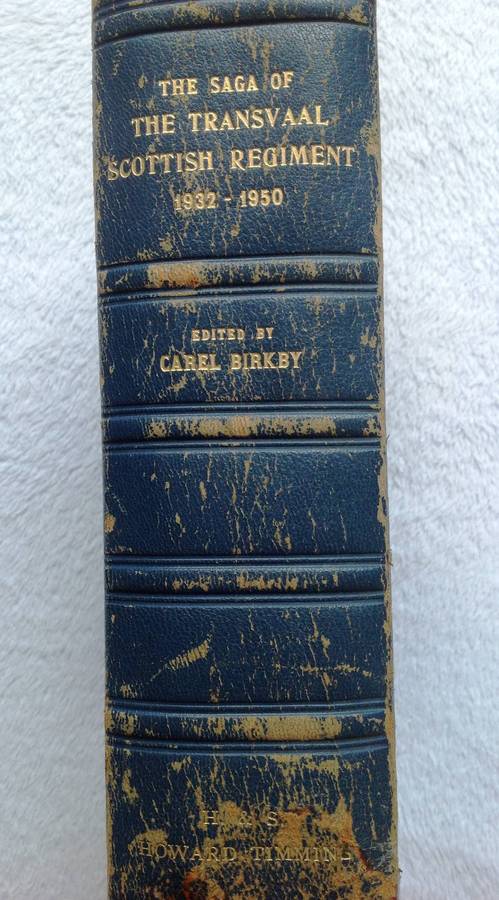 THE SAGA OF
THE TRANSVAAL
SCOTTISH REGIMENT
1932 - 1950
EDITED BY
CAREL BIRKBY
H. & S.
HOWARD TIMMINS